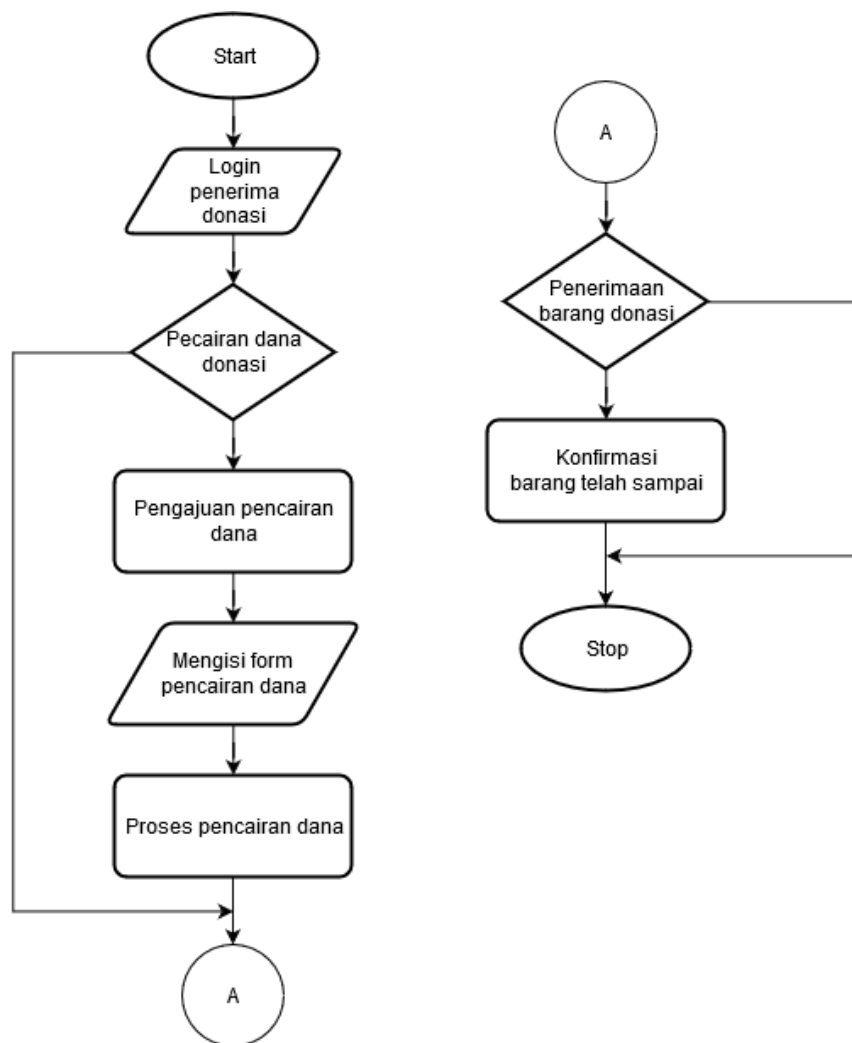 Start
Login
penerima
donasi
Pecairan dana
donasi
Pengajuan pencairan
dana
Mengisi form
pencairan dana
Proses pencairan dana
A
A
Penerimaan
barang donasi
Konfirmasi
barang telah sampai
Stop